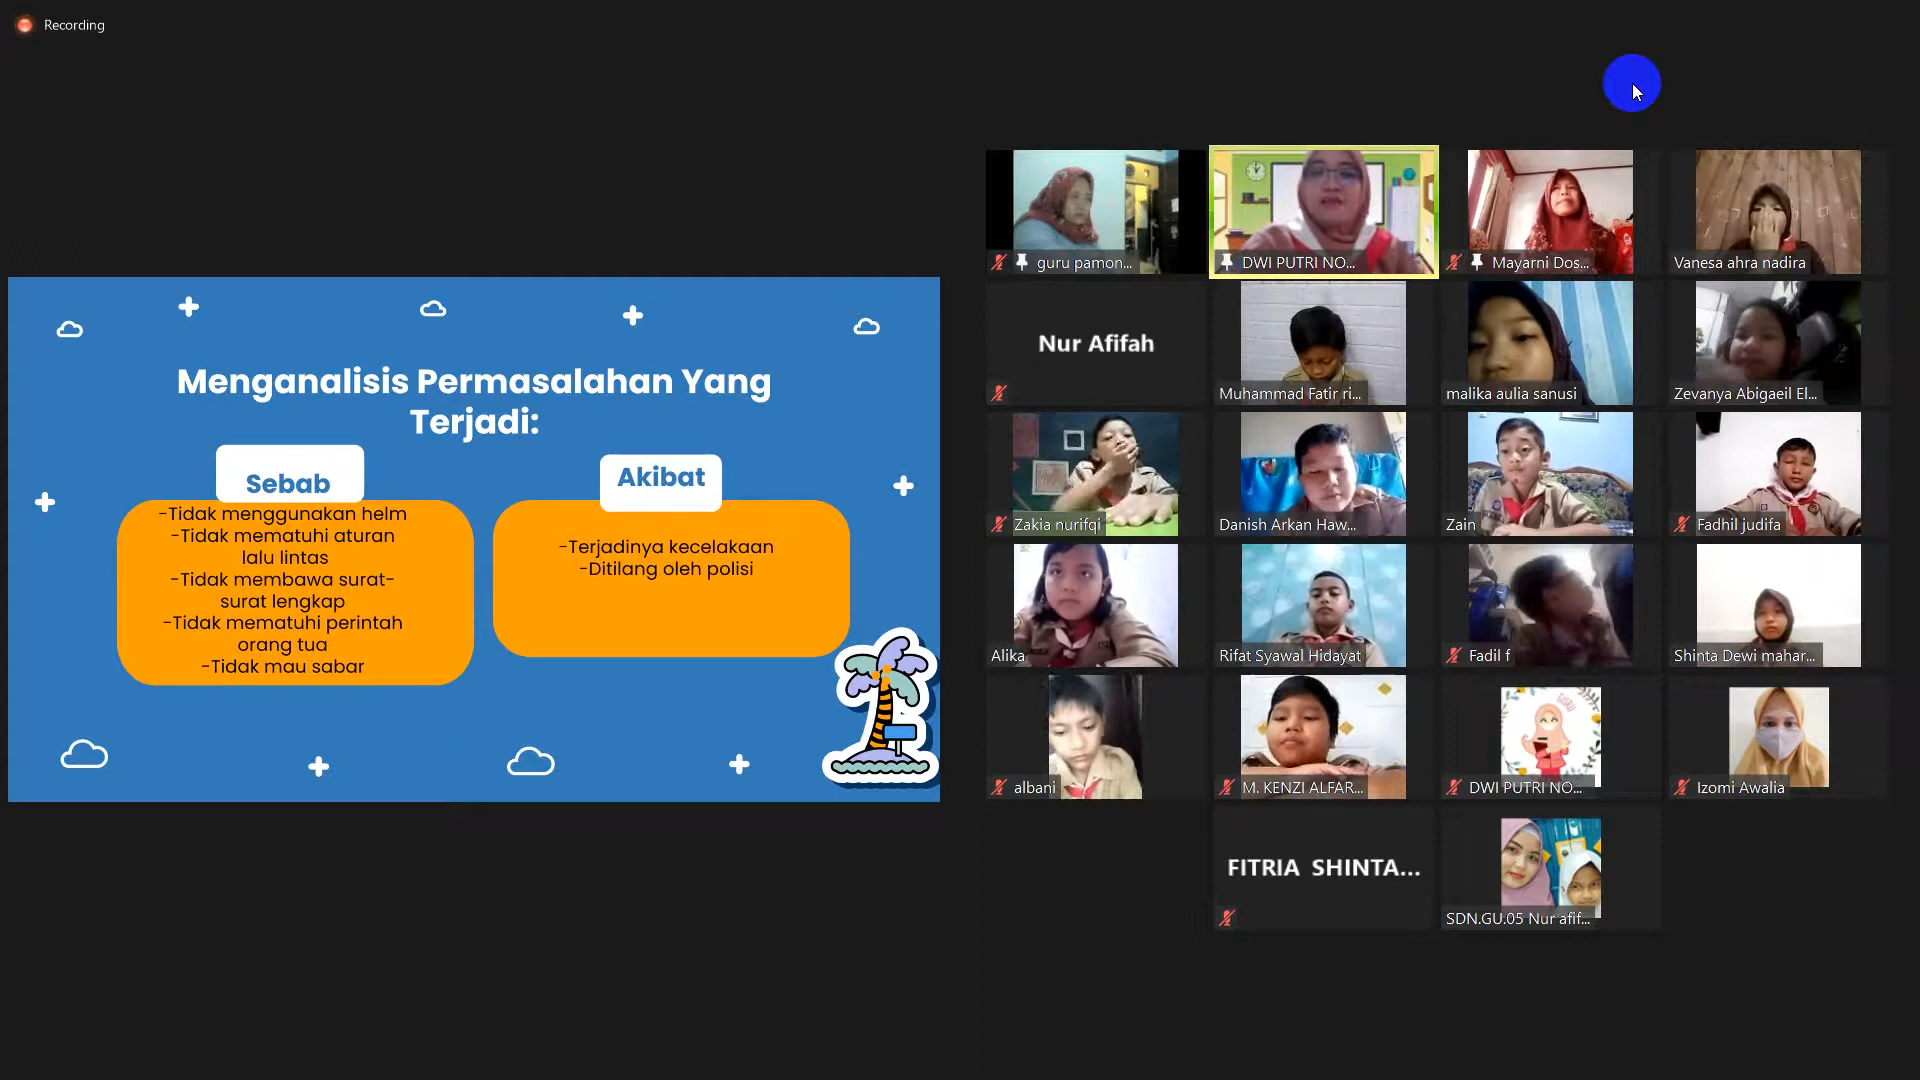 Recording
Menganalisis Permasalahan Yang
Terjadi:
Sebab
-Tidak menggunakan helm
-Tidak mematuhi aturan
lalu lintas
-Tidak membawa surat-
surat lengkap
-Tidak mematuhi perintah
orang tua
-Tidak mau sabar
Akibat
-Terjadinya kecelakaan
-Ditilang oleh polisi
guru pamon...
DWI PUTRI NO...
Mayarni Dos...
Vanesa ahra nadira
Nur Afifah
Muhammad Fatir ri...
malika aulia sanusi
Zevanya Abigaeil El...
Zakia nurifqi
Danish Arkan Haw...
Zain
Fadhil judifa
Alika
Rifat Syawal Hidayat
Fadil f
Shinta Dewi mahar...
albani
M. KENZI ALFAR...
DWI PUTRI NO...
Izomi Awalia
FITRIA SHINTA...
SDN.GU.05 Nur afif...